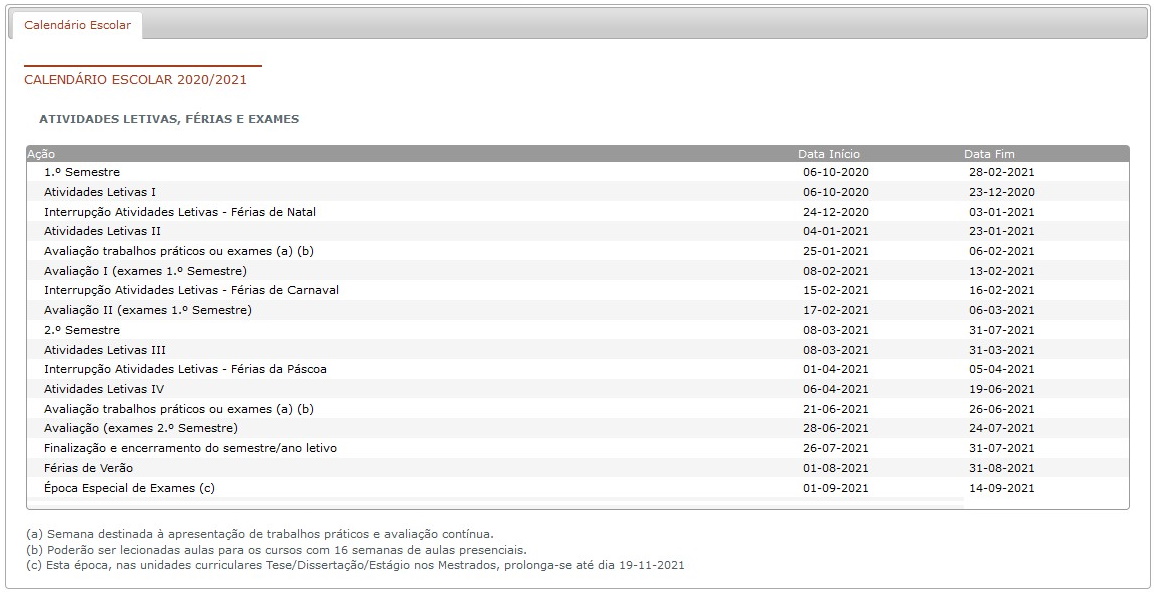 Calendário Escolar
CALENDÁRIO ESCOLAR 2020/2021
ATIVIDADES LETIVAS, FÉRIAS E EXAMES
Ação Data Início Data Fim
1.º Semestre 06-10-2020 28-02-2021
Atividades Letivas I 06-10-2020 23-12-2020
Interrupção Atividades Letivas - Férias de Natal 24-12-2020 03-01-2021
Atividades Letivas II 04-01-2021 23-01-2021
Avaliação trabalhos práticos ou exames (a) (b) 25-01-2021 06-02-2021
Avaliação I (exames 1.º Semestre) 08-02-2021 13-02-2021
Interrupção Atividades Letivas - Férias de Carnaval 15-02-2021 16-02-2021
Avaliação II (exames 1.º Semestre) 17-02-2021 06-03-2021
2.º Semestre 08-03-2021 31-07-2021
Atividades Letivas III 08-03-2021 31-03-2021
Interrupção Atividades Letivas - Férias da Páscoa 01-04-2021 05-04-2021
Atividades Letivas IV 06-04-2021 19-06-2021
Avaliação trabalhos práticos ou exames (a) (b) 21-06-2021 26-06-2021
Avaliação (exames 2.º Semestre) 28-06-2021 24-07-2021
Finalização e encerramento do semestre/ano letivo 26-07-2021 31-07-2021
Férias de Verão 01-08-2021 31-08-2021
Época Especial de Exames (c) 01-09-2021 14-09-2021
(a) Semana destinada à apresentação de trabalhos práticos e avaliação contínua.
(b) Poderão ser lecionadas aulas para os cursos com 16 semanas de aulas presenciais.
(c) Esta época, nas unidades curriculares Tese/Dissertação/Estágio nos Mestrados, prolonga-se até dia 19-11-2021